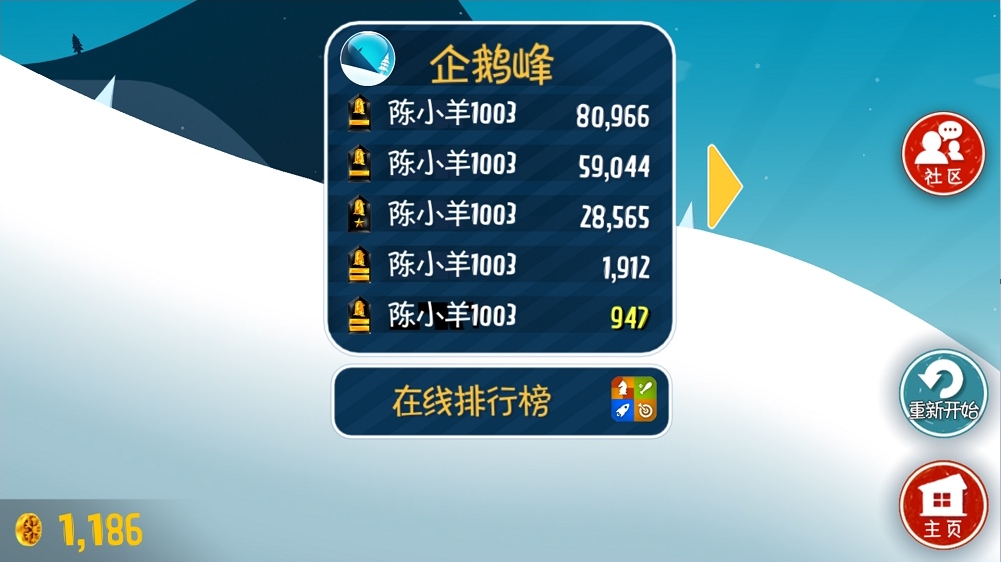 企鹅峰
陈小羊1003 80,966
陈小羊1003 59,044
陈小羊1003 28,565
陈小羊1003 1,912
陈小羊1003 947
在线排行榜
社区
重新开始
主页
1,186